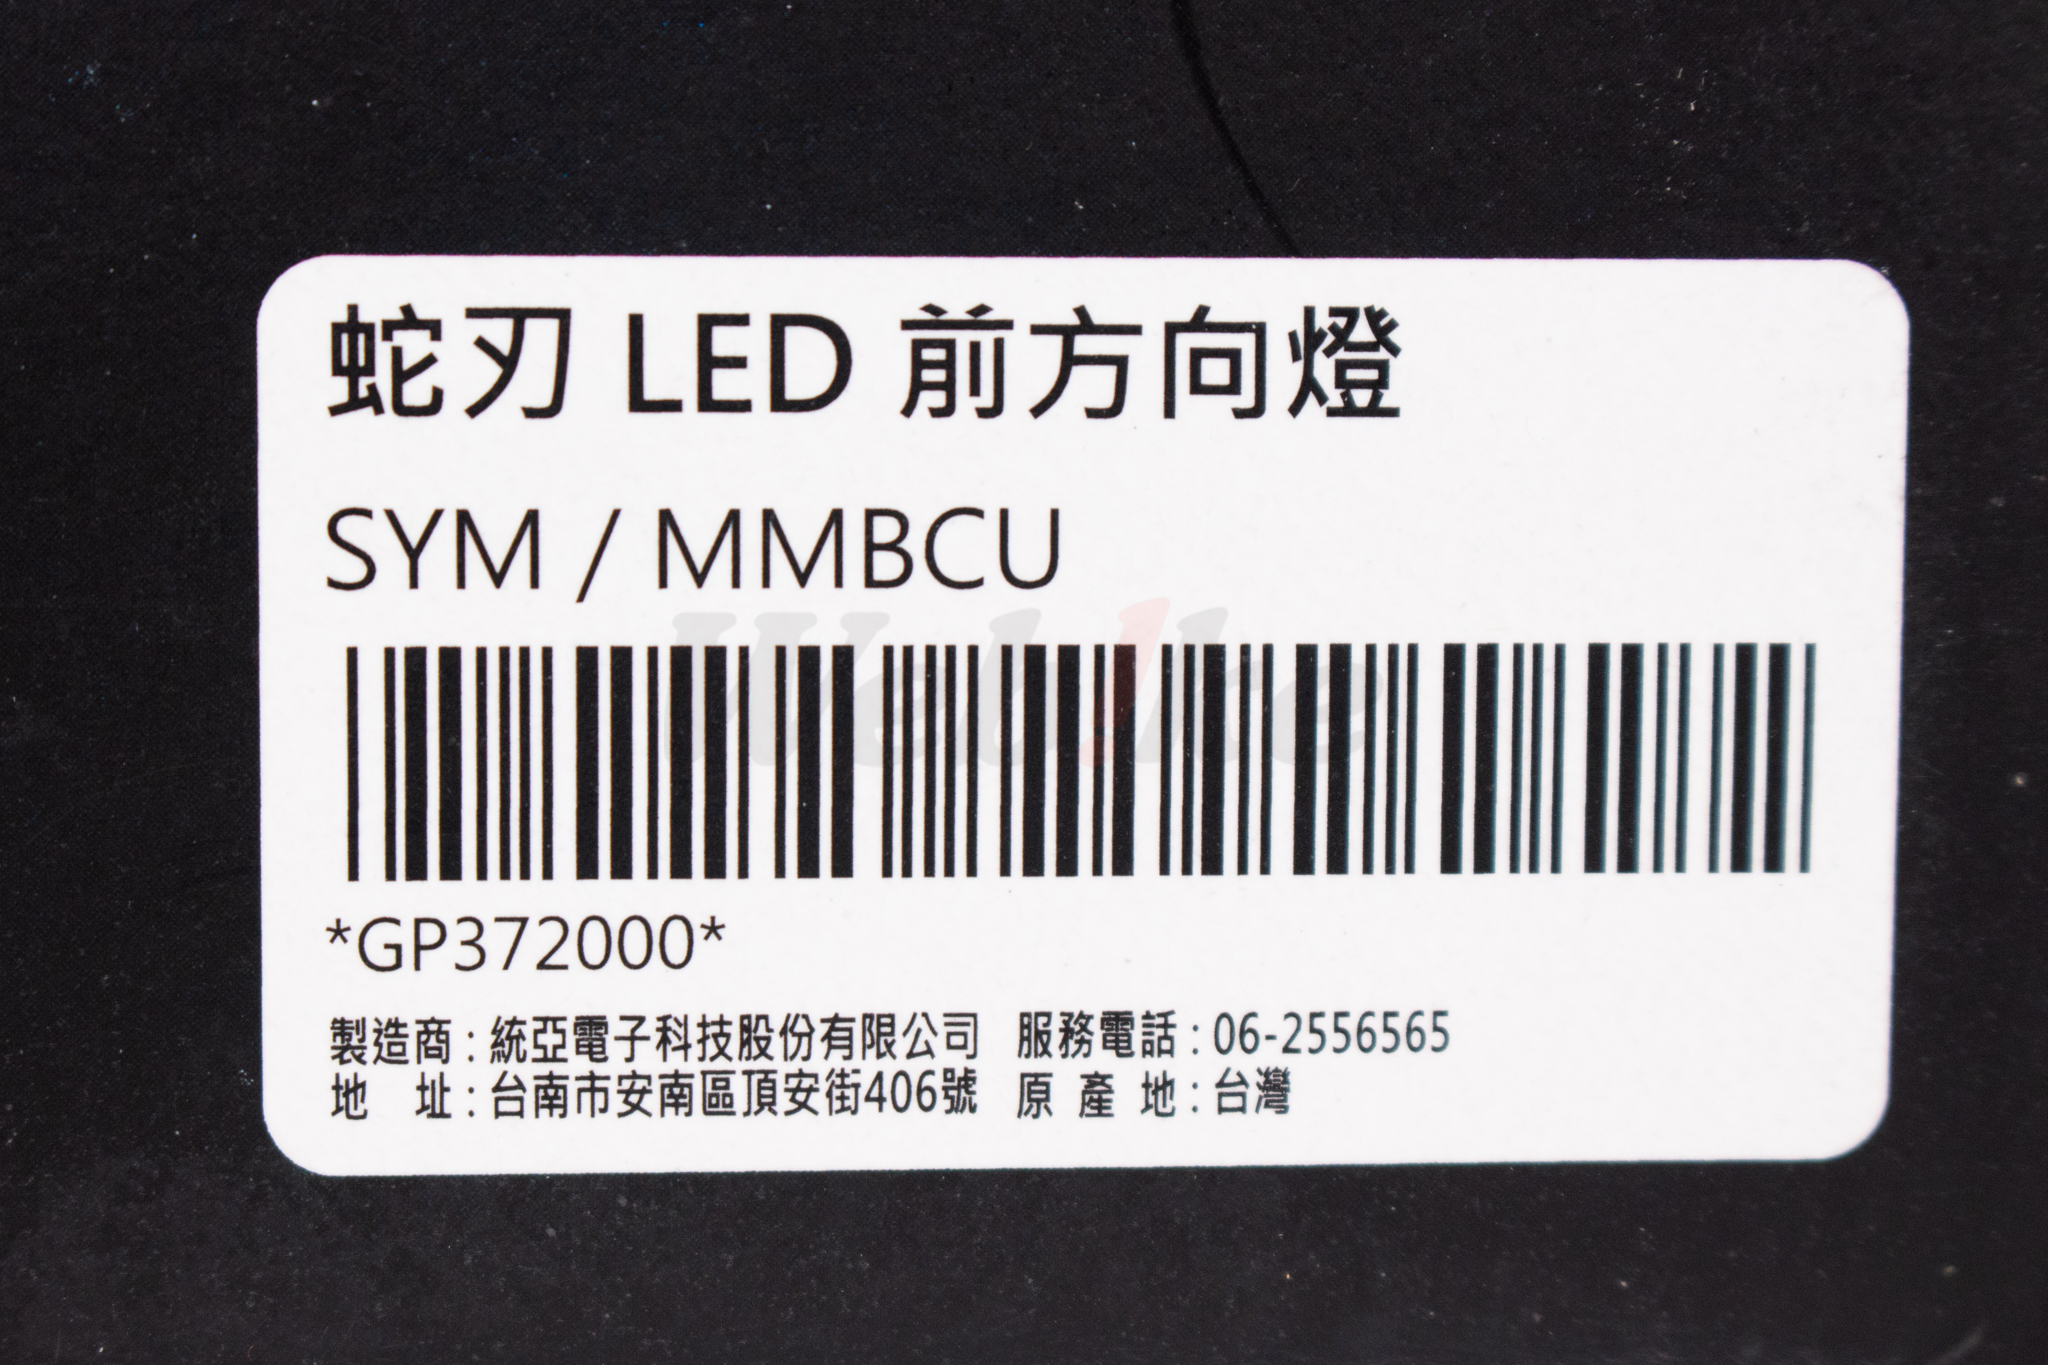 蛇刃 LED 前方向燈
SYM / MMBCU
Webike
*GP372000*
製造商 : 統亞電子科技股份有限公司 服務電話 : 06-2556565
地 址 : 台南市安南區頂安街406號 原 產 地 : 台灣